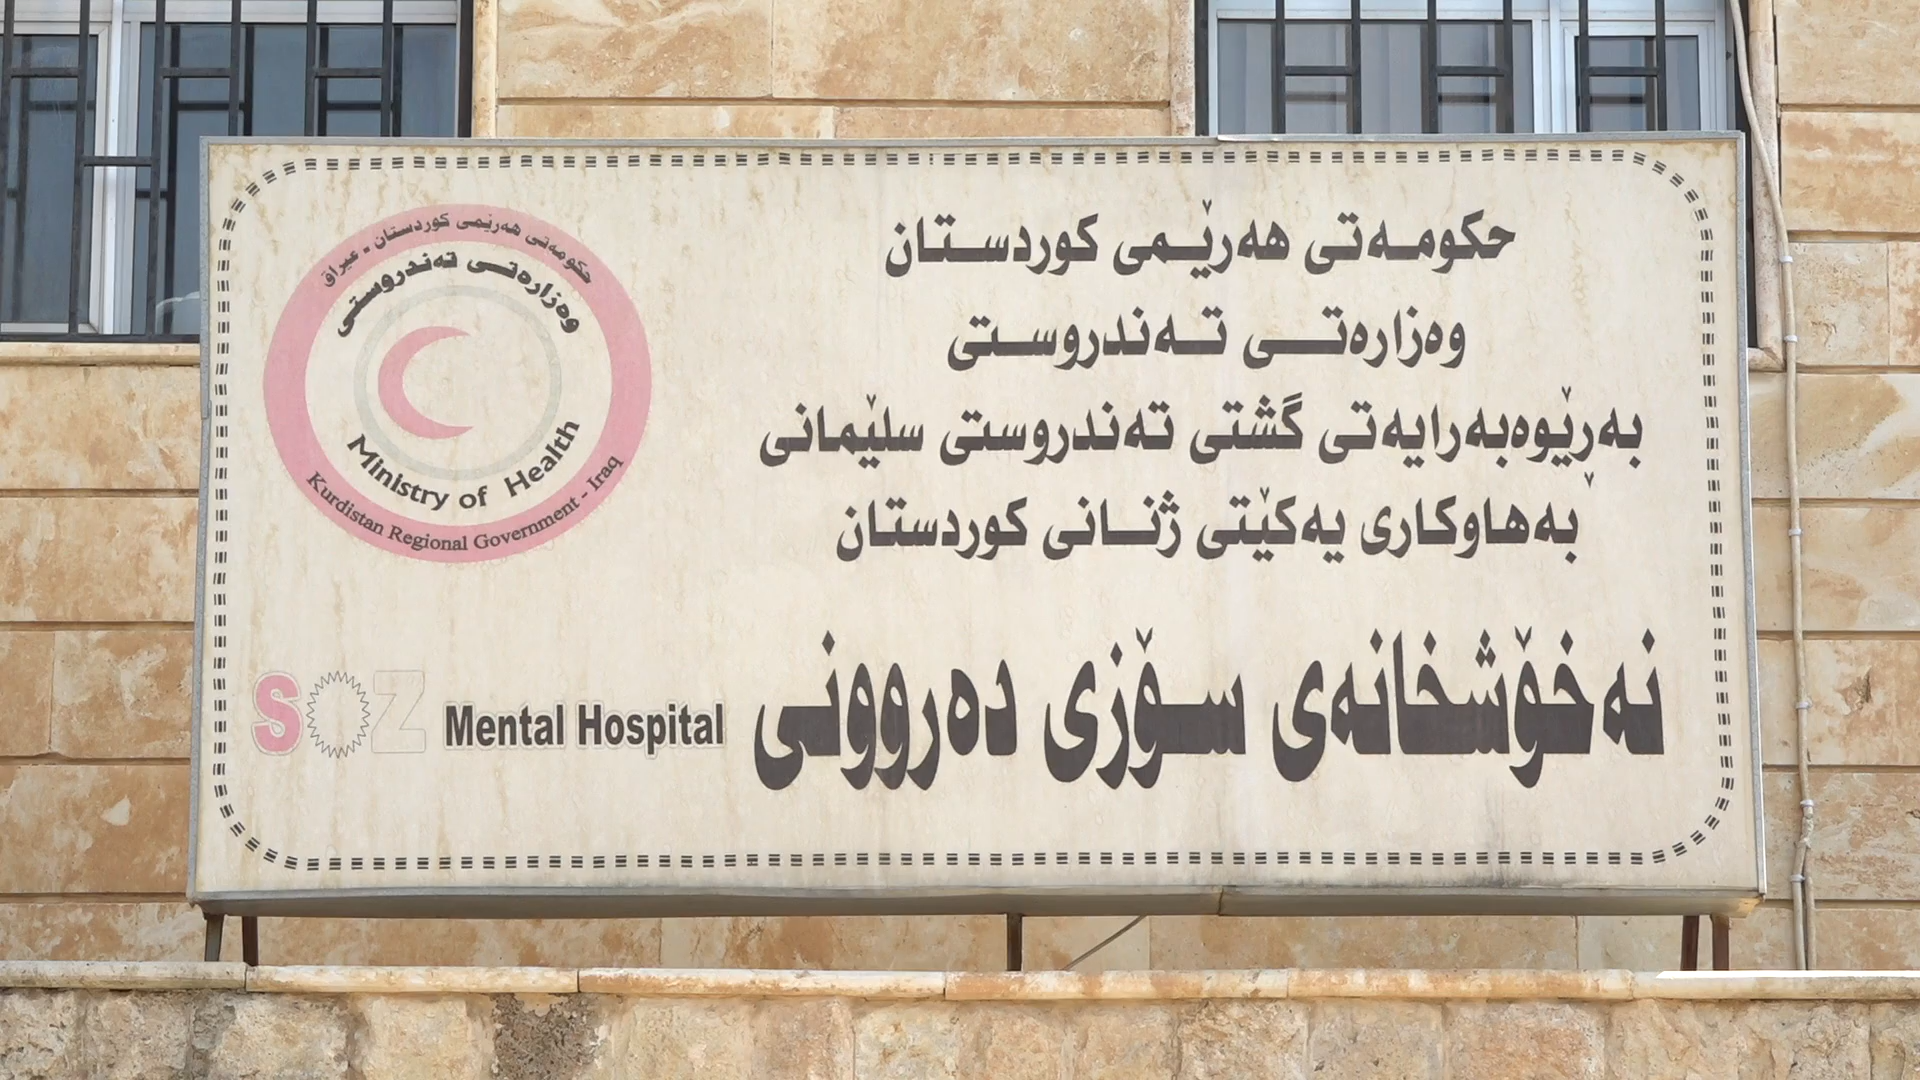 حکومەتی هەرێمی کوردستان - عیراق
وەزارەتی تەندروستی
Ministry of Health
Kurdistan Regional Government - Iraq
حکومەتی هەرێمی کوردستان
وەزارەتی تەندروستی
بەڕێوەبەرایەتی گشتی تەندروستی سلێمانی
بەهاوکاری یەکێتی ژنانی کوردستان
نەخۆشخانەی سۆزی دەروونی
SOZ Mental Hospital